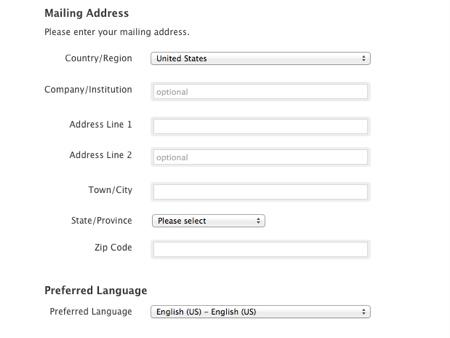 Mailing Address
Please enter your mailing address.
Country/Region United States
Company/Institution optional
Address Line 1
Address Line 2 optional
Town/City
State/Province Please select
Zip Code
Preferred Language
Preferred Language English (US) – English (US)